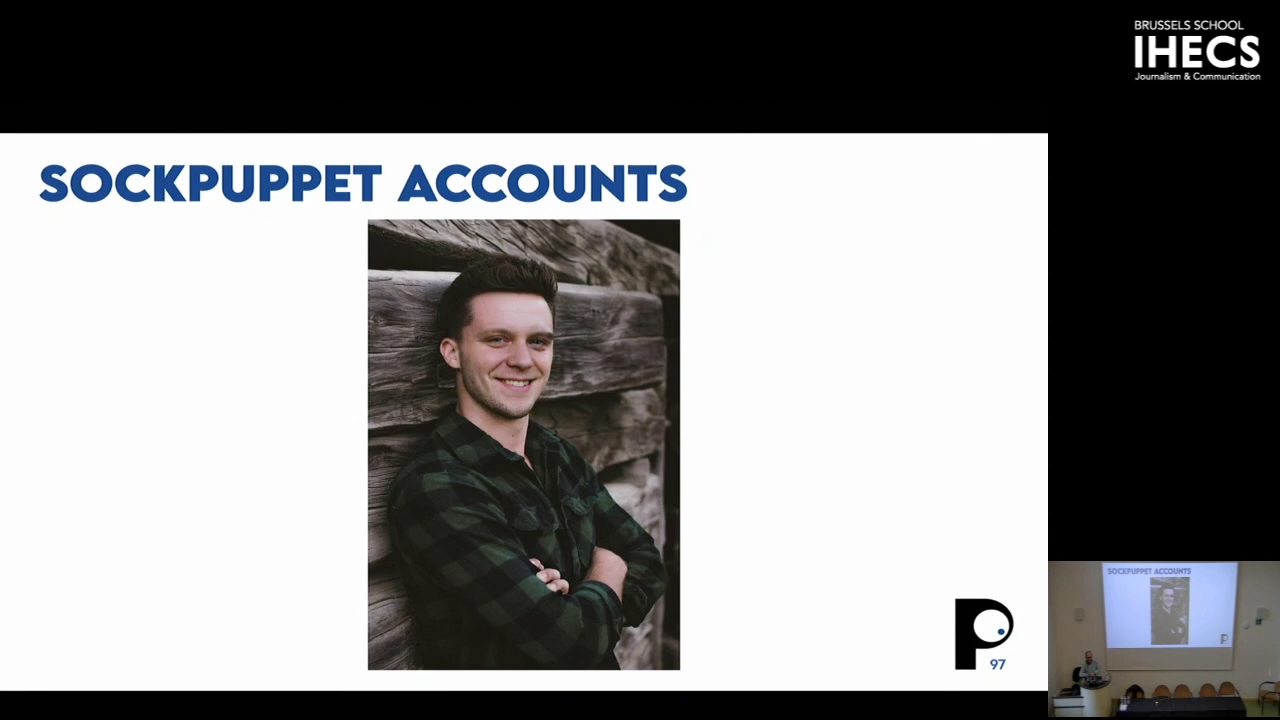 BRUSSELS SCHOOL
IHECS
Journalism & Communication
SOCKPUPPET ACCOUNTS
P
97
SOCKPUPPET ACCOUNTS
P